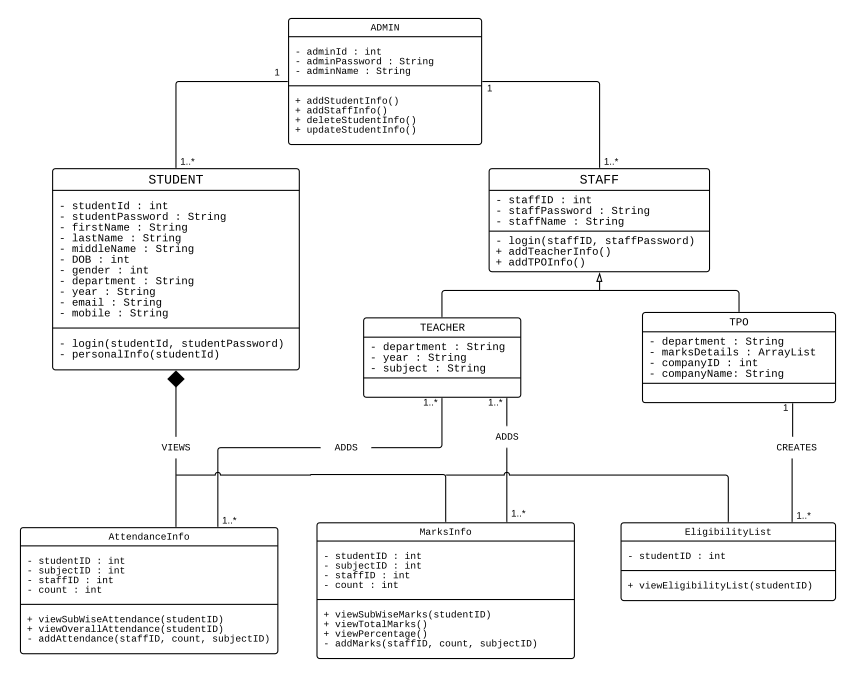 ADMIN
- adminId : int
- adminPassword : String
- adminName : String
+ addStudentInfo()
+ addStaffInfo()
+ deleteStudentInfo()
+ updateStudentInfo()
1
1
1..*
1..*
STUDENT
- studentId : int
- studentPassword : String
- firstName : String
- lastName : String
- middleName : String
- DOB : int
- gender : int
- department : String
- year : String
- email : String
- mobile : String
- login(studentId, studentPassword)
- personalInfo(studentId)
STAFF
- staffID : int
- staffPassword : String
- staffName : String
- login(staffID, staffPassword)
+ addTeacherInfo()
+ addTPOInfo()
TEACHER
- department : String
- year : String
- subject : String
TPO
- department : String
- marksDetails : ArrayList
- companyID : int
- companyName: String
1..*
1..*
1
VIEWS
ADDS
ADDS
CREATES
1..*
1..*
1..*
AttendanceInfo
- studentID : int
- subjectID : int
- staffID : int
- count : int
+ viewSubWiseAttendance(studentID)
+ viewOverallAttendance(studentID)
- addAttendance(staffID, count, subjectID)
MarksInfo
- studentID : int
- subjectID : int
- staffID : int
- count : int
+ viewSubWiseMarks(studentID)
+ viewTotalMarks()
+ viewPercentage()
- addMarks(staffID, count, subjectID)
EligibilityList
- studentID : int
+ viewEligibilityList(studentID)